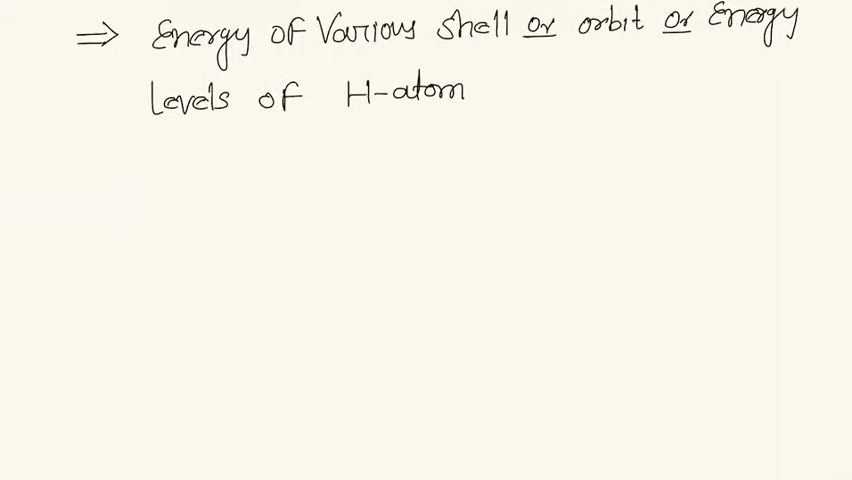 ⇒ Energy of Various shell or orbit or Energy
levels of H-atom